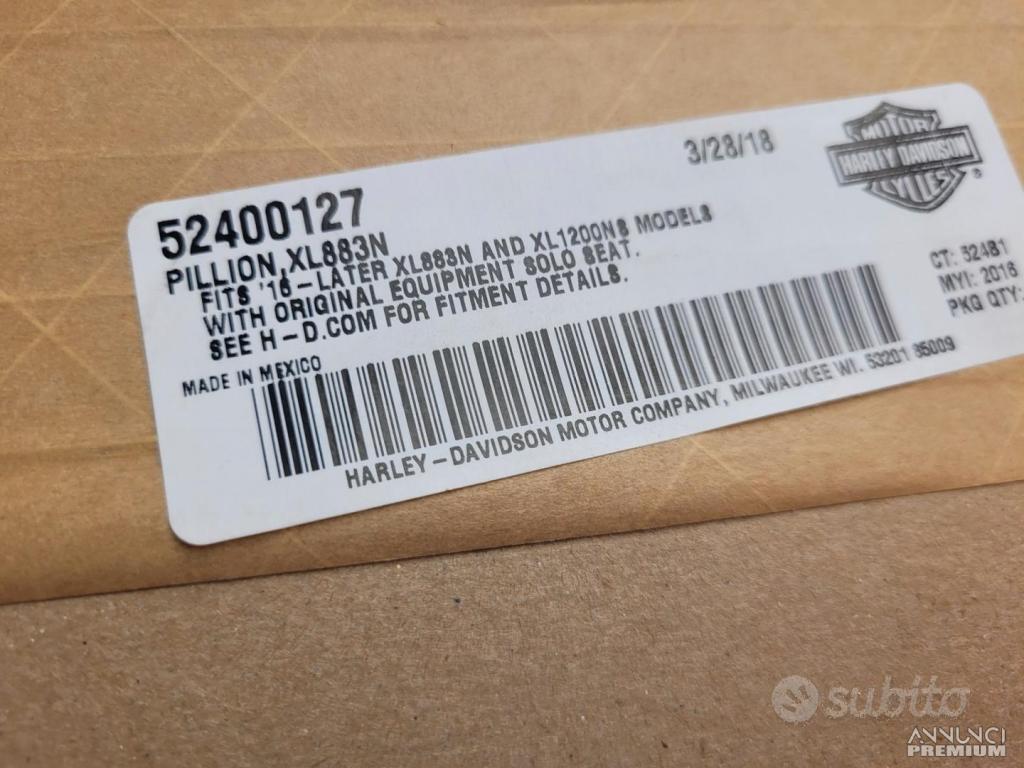 3/28/18
MOTOR
HARLEY-DAVIDSON
CYCLES
®
52400127
PILLION,XL883N
FITS '16-LATER XL883N AND XL1200NS MODELS
WITH ORIGINAL EQUIPMENT SOLO SEAT.
SEE H-D.COM FOR FITMENT DETAILS.
CT: 52481
MYI: 2016
PKG QTY:
MADE IN MEXICO
HARLEY-DAVIDSON MOTOR COMPANY, MILWAUKEE WI. 53201 35009
subito
ANNUNCI
PREMIUM